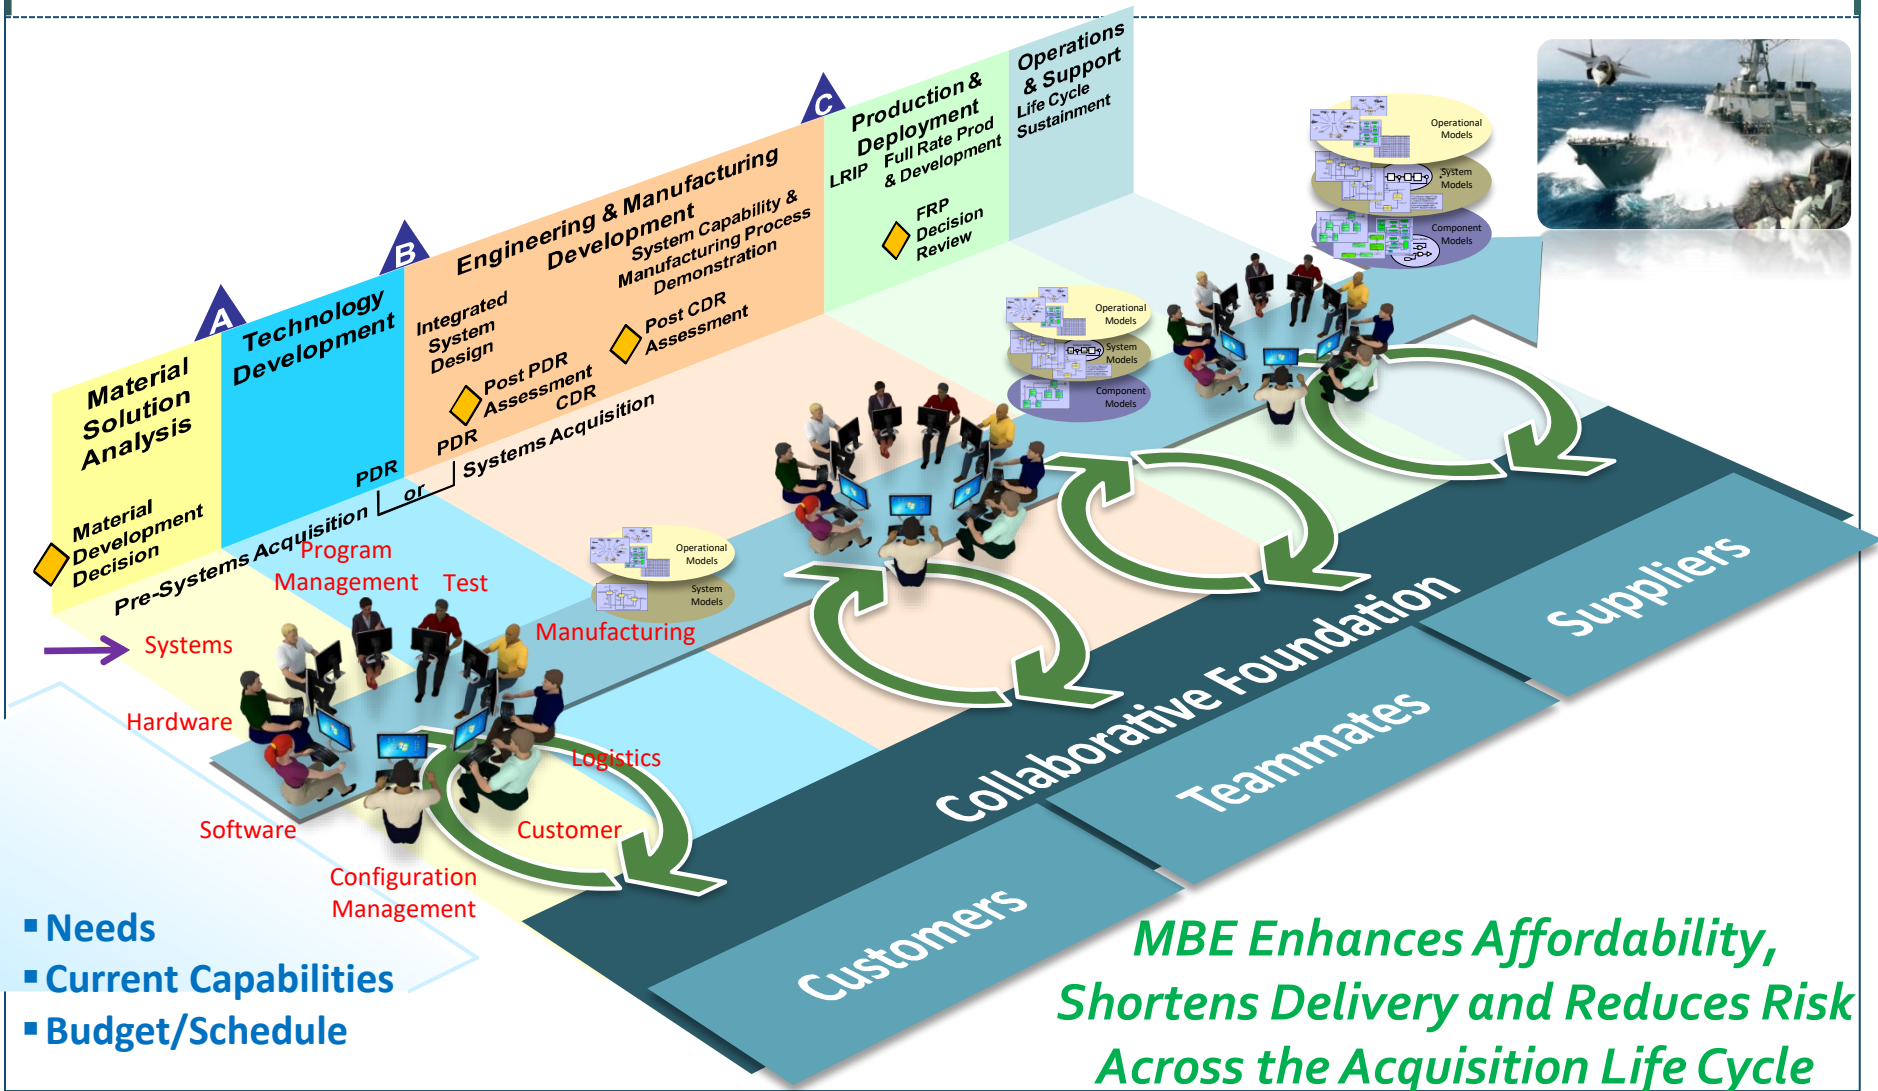 A
B
C
Material
Solution
Analysis
Material
Development
Decision
Technology
Development
PDR
Engineering & Manufacturing
Development
Integrated
System
Design
System Capability &
Manufacturing Process
Demonstration
Post PDR
Assessment
Post CDR
Assessment
PDR
CDR
Production &
Deployment
LRIP
Full Rate Prod
& Development
FRP
Decision
Review
Operations
& Support
Life Cycle
Sustainment
Pre-Systems Acquisition
or
Systems Acquisition
Operational
Models
System
Models
Component
Models
Operational
Models
System
Models
Component
Models
Operational
Models
System
Models
Program
Management
Test
Systems
Manufacturing
Hardware
Logistics
Software
Customer
Configuration
Management
Collaborative Foundation
Customers
Teammates
Suppliers
▪ Needs
▪ Current Capabilities
▪ Budget/Schedule
MBE Enhances Affordability,
Shortens Delivery and Reduces Risk
Across the Acquisition Life Cycle